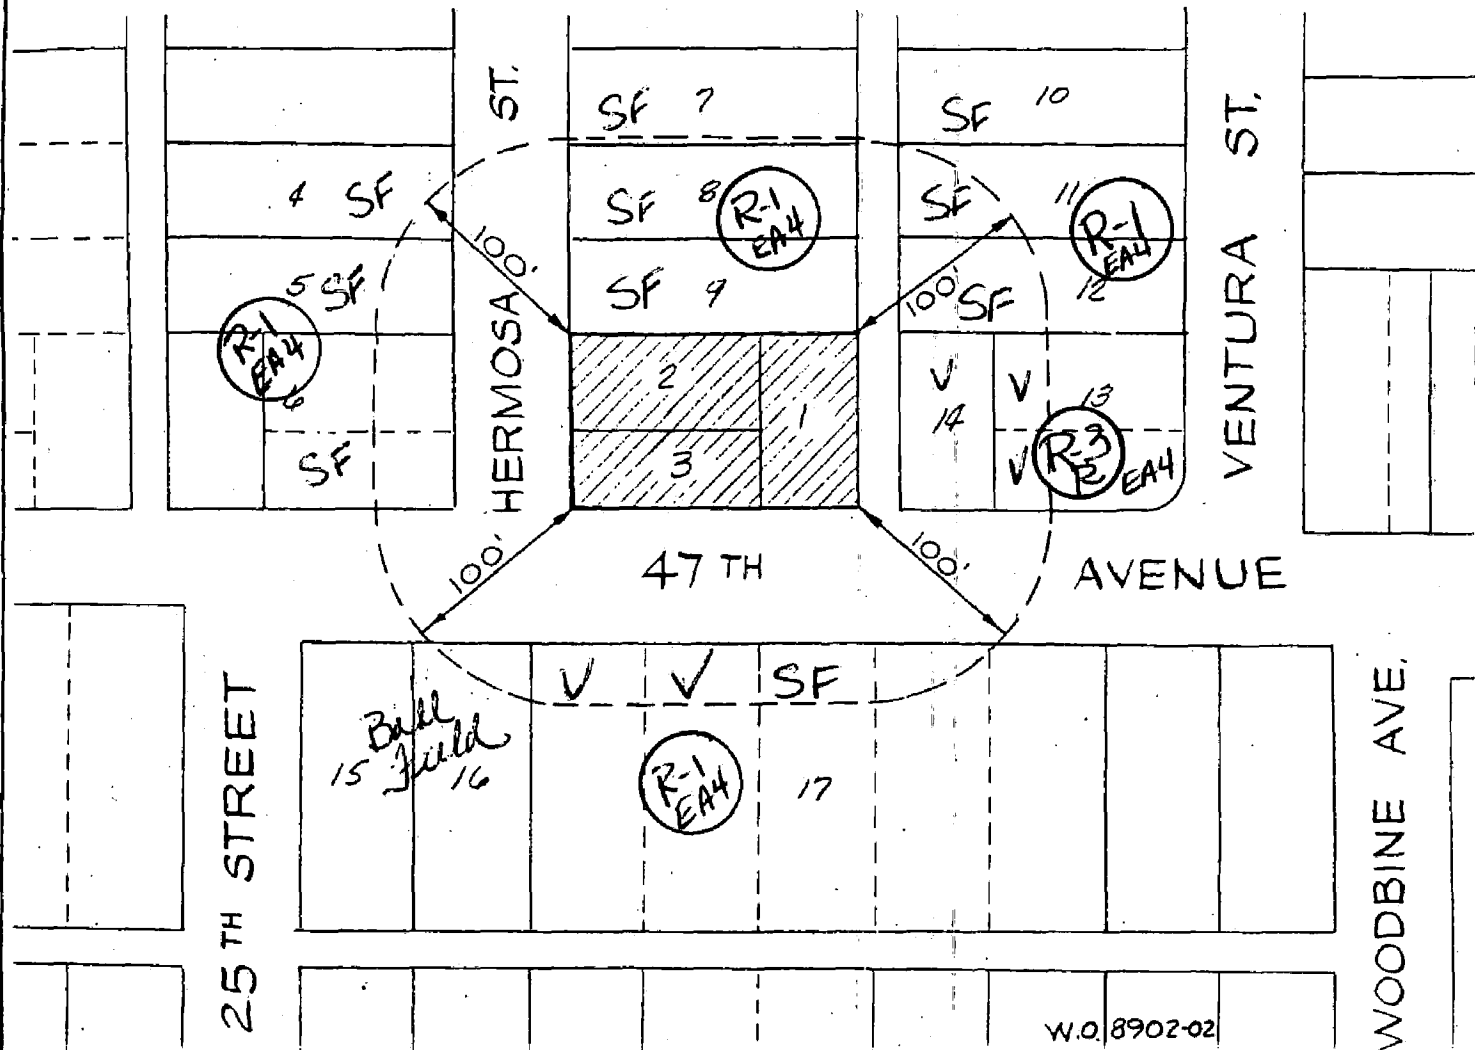 HERMOSA ST.
VENTURA ST.
SF 7
SF 10
4 SF
SF 8
R-1
EA4
SF 11
R-1
EA4
100'
100'
5 SF
SF 9
SF 12
R-1
EA4
6
SF
2
1
3
V
14
V
13
V
R-3
R
EA4
100'
47TH
100'
AVENUE
V
V
SF
Ball
Field
15
16
R-1
EA4
17
25TH STREET
WOODBINE AVE.
W.O. 8902-02